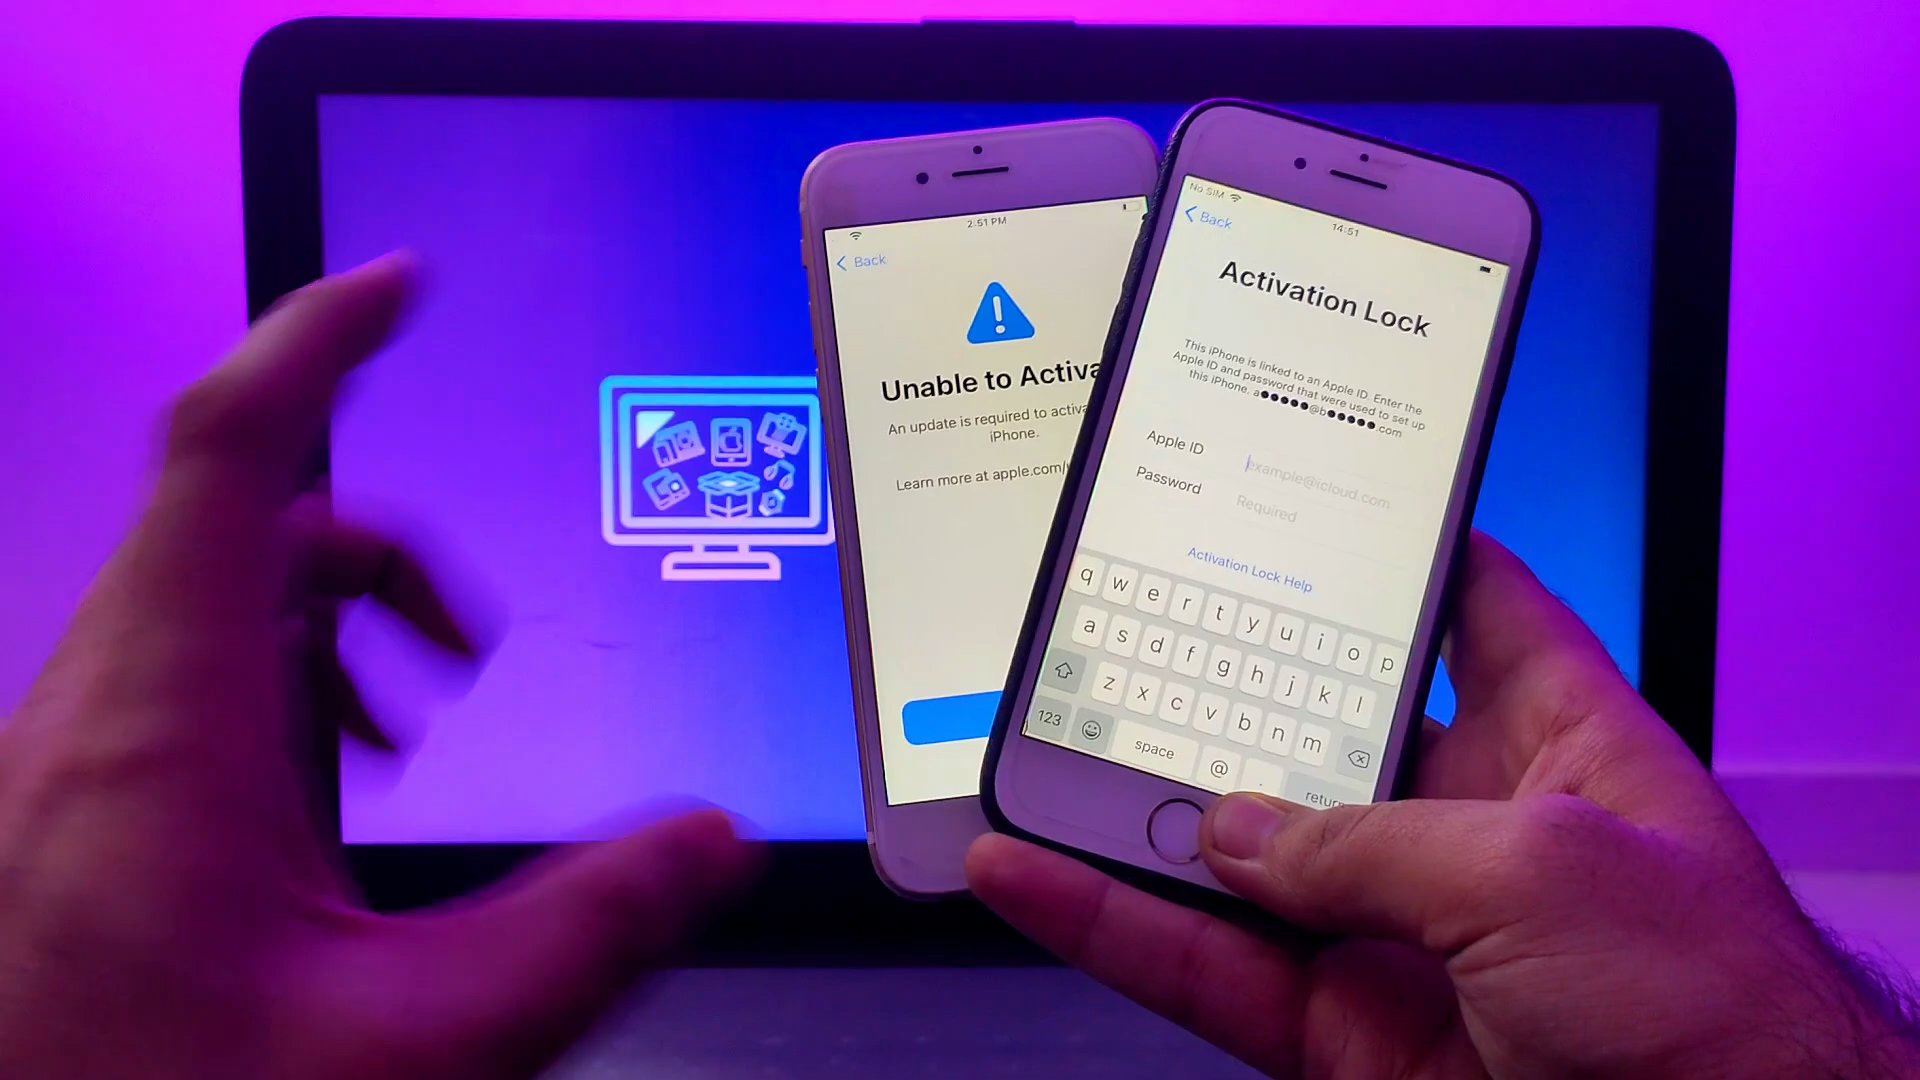 2:51 PM
Back
Unable to Activa
An update is required to activa
iPhone.
Learn more at apple.com/
No SIM
14:51
Back
Activation Lock
This iPhone is linked to an Apple ID. Enter the
Apple ID and password that were used to set up
this iPhone. a●●●●●@b●●●●●.com
Apple ID
example@icloud.com
Password
Required
Activation Lock Help
q w e r t y u i o p
a s d f g h j k l
z x c v b n m
123 space @ . return